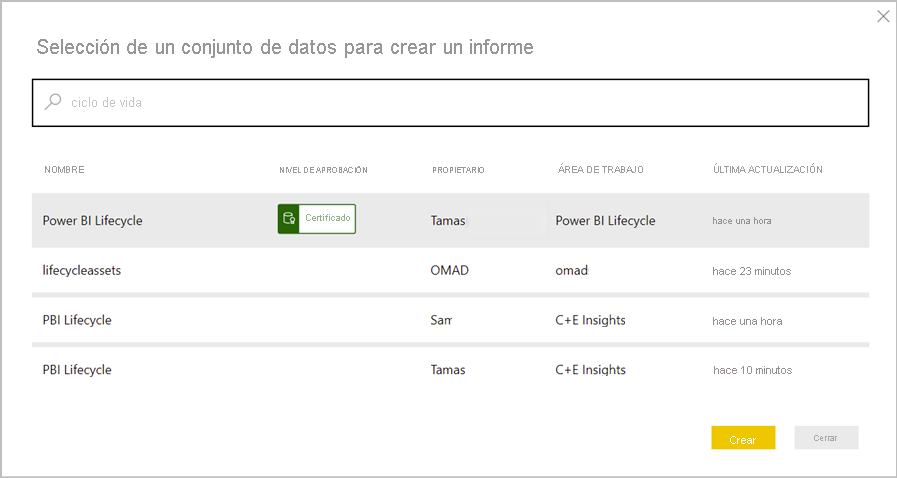 Selección de un conjunto de datos para crear un informe
ciclo de vida
NOMBRE NIVEL DE APROBACIÓN PROPIETARIO ÁREA DE TRABAJO ÚLTIMA ACTUALIZACIÓN
Power BI Lifecycle Certificado Tamas Power BI Lifecycle hace una hora
lifecycleassets OMAD omad hace 23 minutos
PBI Lifecycle Sam C+E Insights hace una hora
PBI Lifecycle Tamas C+E Insights hace 10 minutos
Crear Cerrar